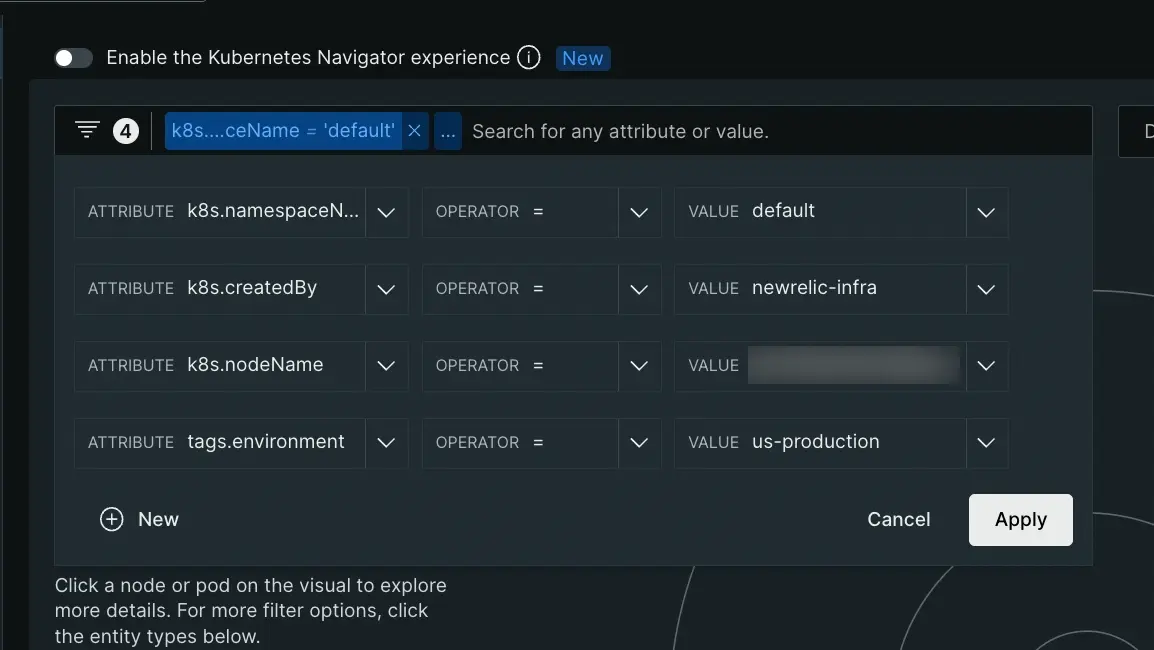 Enable the Kubernetes Navigator experience New
4 k8s....ceName = 'default' ... Search for any attribute or value.
D
ATTRIBUTE k8s.namespaceN... OPERATOR = VALUE default
ATTRIBUTE k8s.createdBy OPERATOR = VALUE newrelic-infra
ATTRIBUTE k8s.nodeName OPERATOR = VALUE
ATTRIBUTE tags.environment OPERATOR = VALUE us-production
New Cancel Apply
Click a node or pod on the visual to explore
more details. For more filter options, click
the entity types below.